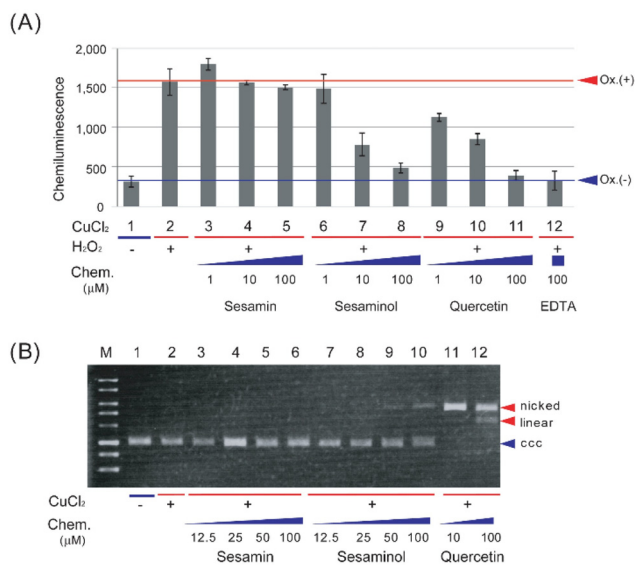 (A)
Chemiluminescence
2,000
1,500
1,000
500
0
Ox.(+)
Ox.(-)
CuCl₂ 1 2 3 4 5 6 7 8 9 10 11 12
H₂O₂ - + + + + +
Chem. (μM) 1 10 100 1 10 100 1 10 100 100
Sesamin Sesaminol Quercetin EDTA
(B)
M 1 2 3 4 5 6 7 8 9 10 11 12
nicked
linear
ccc
CuCl₂ - + + + +
Chem. (μM) 12.5 25 50 100 12.5 25 50 100 10 100
Sesamin Sesaminol Quercetin